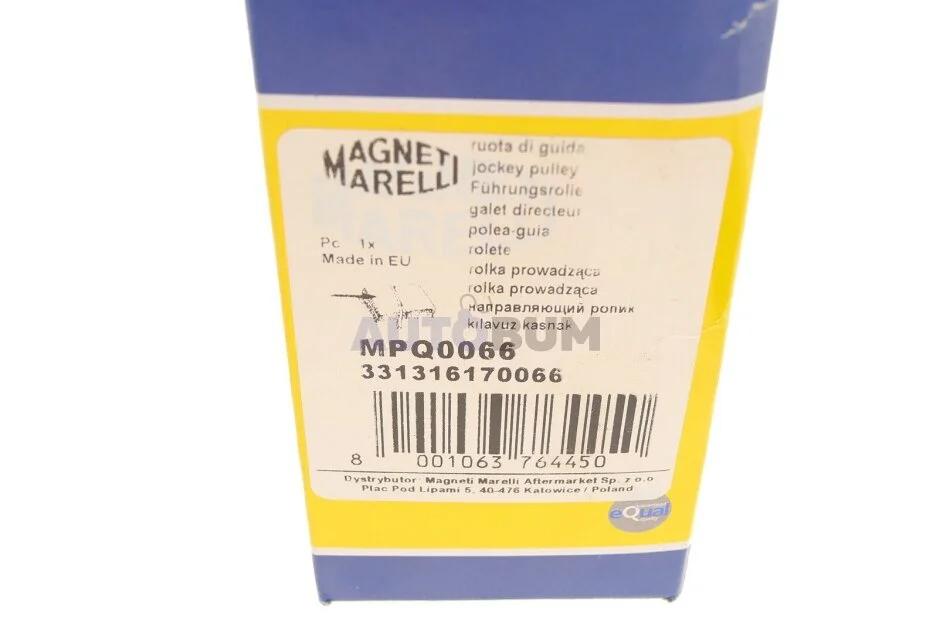 MAGNETI
MARELLI
ruota di guida
jockey pulley
Führungsrolle
galet directeur
polea-guia
rolete
rolka prowadząca
rolka prowadząca
направляющий ролик
kılavuz kasnak
Pc 1x
Made in EU
AUTOBUM
MPQ0066
331316170066
8 001063 764450
Dystrybutor: Magneti Marelli Aftermarket Sp. z o.o.
Plac Pod Lipami 5, 40-476 Katowice / Poland
eQual